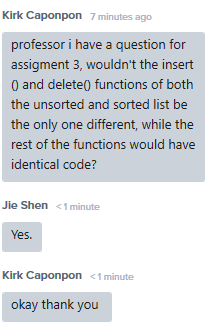 Kirk Caponpon 7 minutes ago
professor i have a question for
assigment 3, wouldn't the insert
() and delete() functions of both
the unsorted and sorted list be
the only one different, while the
rest of the functions would have
identical code?
Jie Shen <1 minute
Yes.
Kirk Caponpon <1 minute
okay thank you